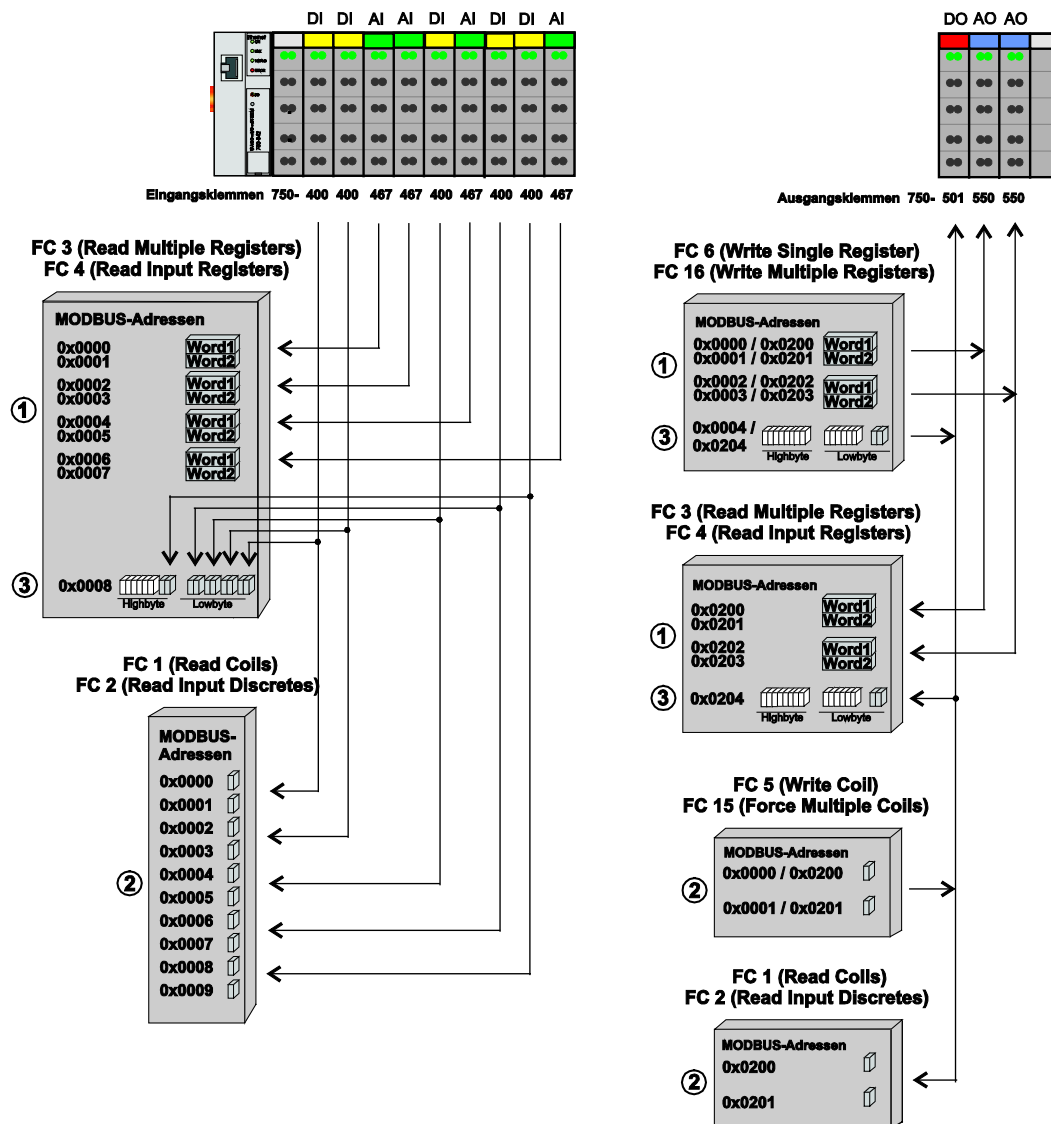 DI DI AI AI DI AI DI DI AI
Eingangsklemmen 750- 400 400 467 467 400 467 400 400 467
FC 3 (Read Multiple Registers)
FC 4 (Read Input Registers)
MODBUS-Adressen
0x0000 Word1
0x0001 Word2
0x0002 Word1
0x0003 Word2
① 
0x0004 Word1
0x0005 Word2
0x0006 Word1
0x0007 Word2
③ 0x0008
Highbyte Lowbyte
FC 1 (Read Coils)
FC 2 (Read Input Discretes)
MODBUS-
Adressen
0x0000
0x0001
0x0002
0x0003
② 0x0004
0x0005
0x0006
0x0007
0x0008
0x0009
DO AO AO
Ausgangsklemmen 750- 501 550 550
FC 6 (Write Single Register)
FC 16 (Write Multiple Registers)
MODBUS-Adressen
0x0000 / 0x0200 Word1
0x0001 / 0x0201 Word2
①
0x0002 / 0x0202 Word1
0x0003 / 0x0203 Word2
③ 0x0004 /
0x0204
Highbyte Lowbyte
FC 3 (Read Multiple Registers)
FC 4 (Read Input Registers)
MODBUS-Adressen
0x0200 Word1
0x0201 Word2
①
0x0202 Word1
0x0203 Word2
③ 0x0204
Highbyte Lowbyte
FC 5 (Write Coil)
FC 15 (Force Multiple Coils)
MODBUS-Adressen
0x0000 / 0x0200
②
0x0001 / 0x0201
FC 1 (Read Coils)
FC 2 (Read Input Discretes)
MODBUS-Adressen
0x0200
②
0x0201